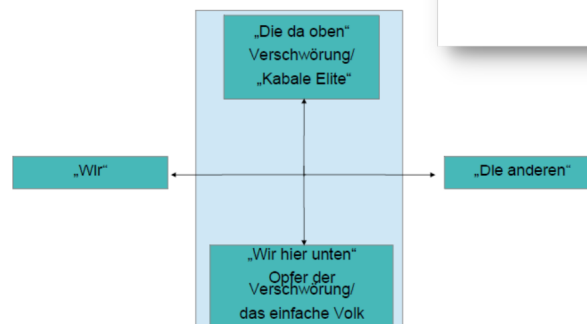 „Die da oben“
Verschwörung/
„Kabale Elite“
„WIr“
„DIe anderen“
„Wir hier unten“
Opfer der
Verschwörung/
das einfache Volk